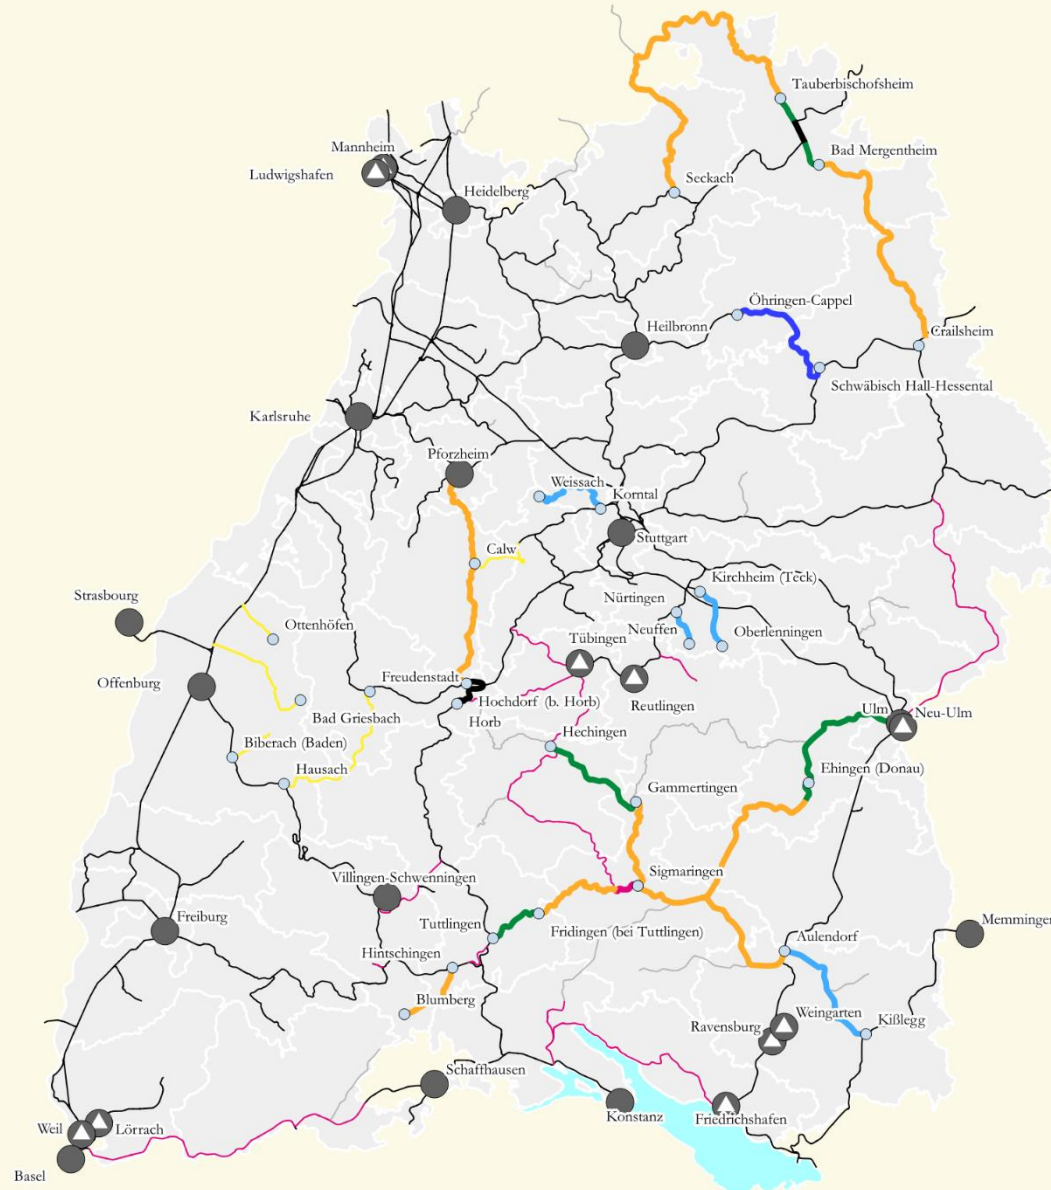 Tauberbischofsheim
Mannheim
Bad Mergentheim
Ludwigshafen
Seckach
Heidelberg
Öhringen-Cappel
Heilbronn
Crailsheim
Schwäbisch Hall-Hessental
Karlsruhe
Pforzheim
Weissach
Korntal
Stuttgart
Calw
Kirchheim (Teck)
Strasbourg
Nürtingen
Ottenhöfen
Neuffen
Oberlenningen
Tübingen
Freudenstadt
Offenburg
Hochdorf (b. Horb)
Reutlingen
Ulm
Neu-Ulm
Bad Griesbach
Horb
Hechingen
Biberach (Baden)
Hausach
Ehingen (Donau)
Gammertingen
Sigmaringen
Villingen-Schwenningen
Freiburg
Tuttlingen
Memmingen
Fridingen (bei Tuttlingen)
Aulendorf
Hintschingen
Blumberg
Weingarten
Ravensburg
Kißlegg
Schaffhausen
Konstanz
Friedrichshafen
Weil
Lörrach
Basel